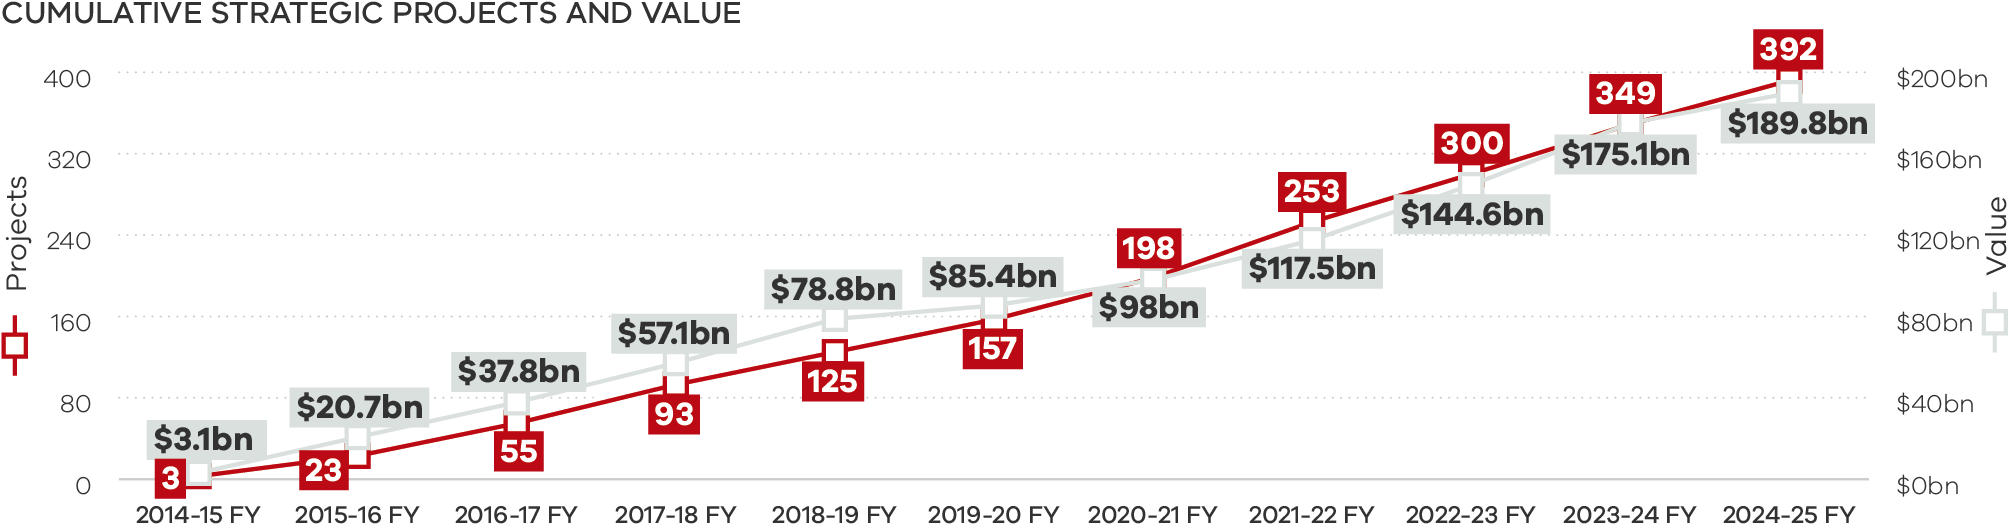 CUMULATIVE STRATEGIC PROJECTS AND VALUE
Projects
400
320
240
160
80
0
$200bn
$160bn
$120bn
$80bn
$40bn
$0bn
Value
$3.1bn
3
$20.7bn
23
$37.8bn
55
$57.1bn
93
$78.8bn
125
$85.4bn
157
198
$98bn
253
$117.5bn
300
$144.6bn
349
$175.1bn
392
$189.8bn
2014-15 FY
2015-16 FY
2016-17 FY
2017-18 FY
2018-19 FY
2019-20 FY
2020-21 FY
2021-22 FY
2022-23 FY
2023-24 FY
2024-25 FY